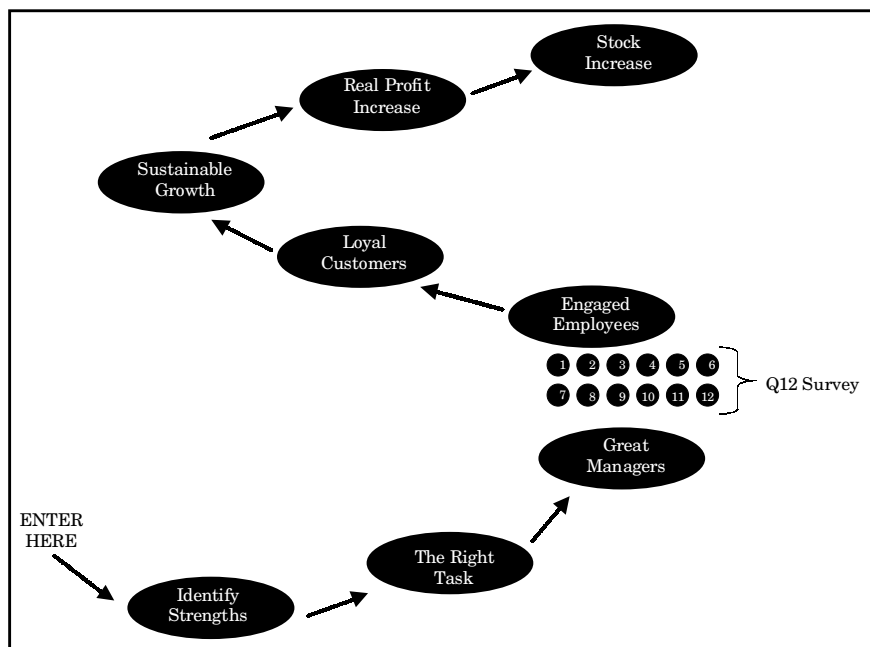 Stock
Increase
Real Profit
Increase
Sustainable
Growth
Loyal
Customers
Engaged
Employees
1 2 3 4 5 6
7 8 9 10 11 12
Q12 Survey
Great
Managers
ENTER
HERE
The Right
Task
Identify
Strengths